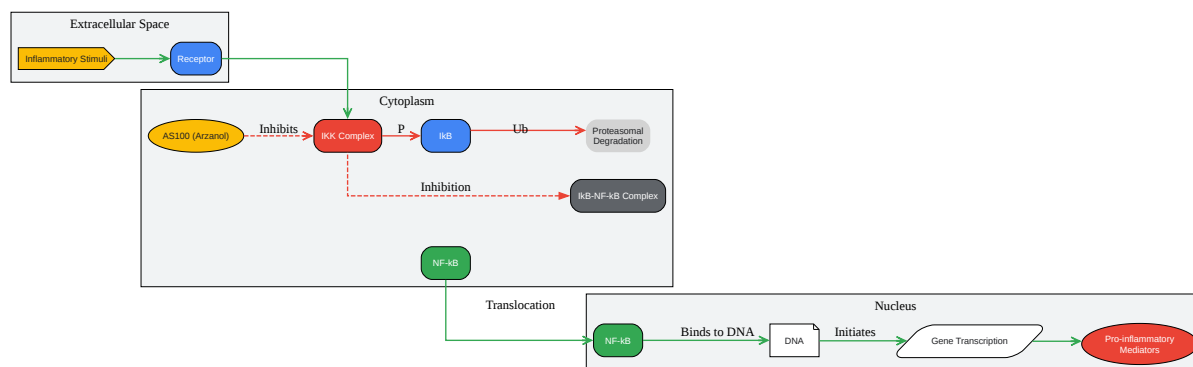 Extracellular Space
Inflammatory Stimuli
Receptor
Cytoplasm
AS100 (Arzanol)
Inhibits
IKK Complex
P
IkB
Ub
Proteasomal
Degradation
Inhibition
IkB-NF-kB Complex
NF-kB
Translocation
Nucleus
NF-kB
Binds to DNA
DNA
Initiates
Gene Transcription
Pro-inflammatory
Mediators